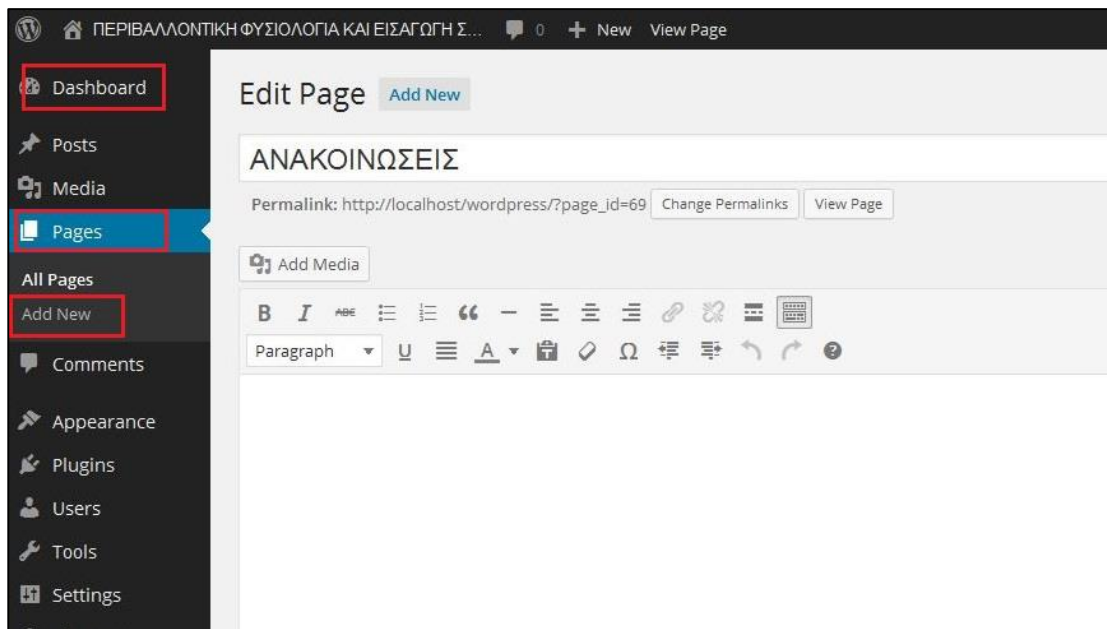 ΠΕΡΙΒΑΛΛΟΝΤΙΚΗ ΦΥΣΙΟΛΟΓΙΑ ΚΑΙ ΕΙΣΑΓΩΓΗ Σ... 0 New View Page
Dashboard
Posts
Media
Pages
All Pages
Add New
Comments
Appearance
Plugins
Users
Tools
Settings
Edit Page Add New
ΑΝΑΚΟΙΝΩΣΕΙΣ
Permalink: http://localhost/wordpress/?page_id=69 Change Permalinks View Page
Add Media
B I ABE
Paragraph U A Ω